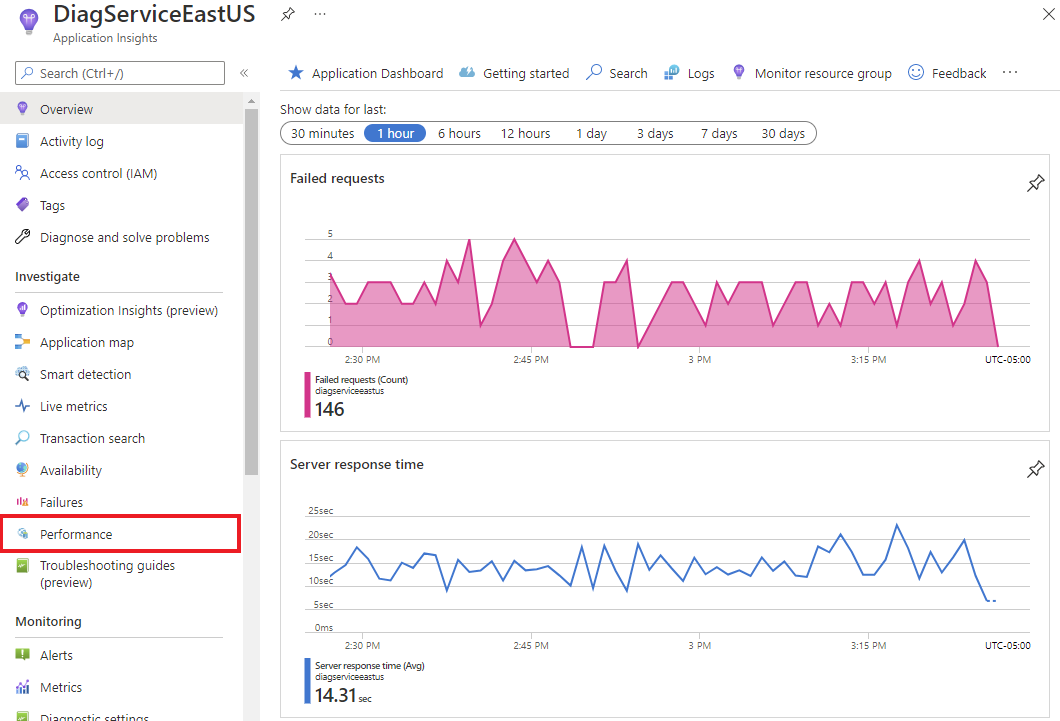 DiagServiceEastUS
Application Insights
Search (Ctrl+/)
Overview
Activity log
Access control (IAM)
Tags
Diagnose and solve problems
Investigate
Optimization Insights (preview)
Application map
Smart detection
Live metrics
Transaction search
Availability
Failures
Performance
Troubleshooting guides
(preview)
Monitoring
Alerts
Metrics
Diagnostic settings
Application Dashboard Getting started Search Logs Monitor resource group Feedback
Show data for last:
30 minutes 1 hour 6 hours 12 hours 1 day 3 days 7 days 30 days
Failed requests
5
4
3
2
1
0
2:30 PM 2:45 PM 3 PM 3:15 PM UTC-05:00
Failed requests (Count)
diagserviceeastus
146
Server response time
25sec
20sec
15sec
10sec
5sec
0ms
2:30 PM 2:45 PM 3 PM 3:15 PM UTC-05:00
Server response time (Avg)
diagserviceeastus
14.31 sec